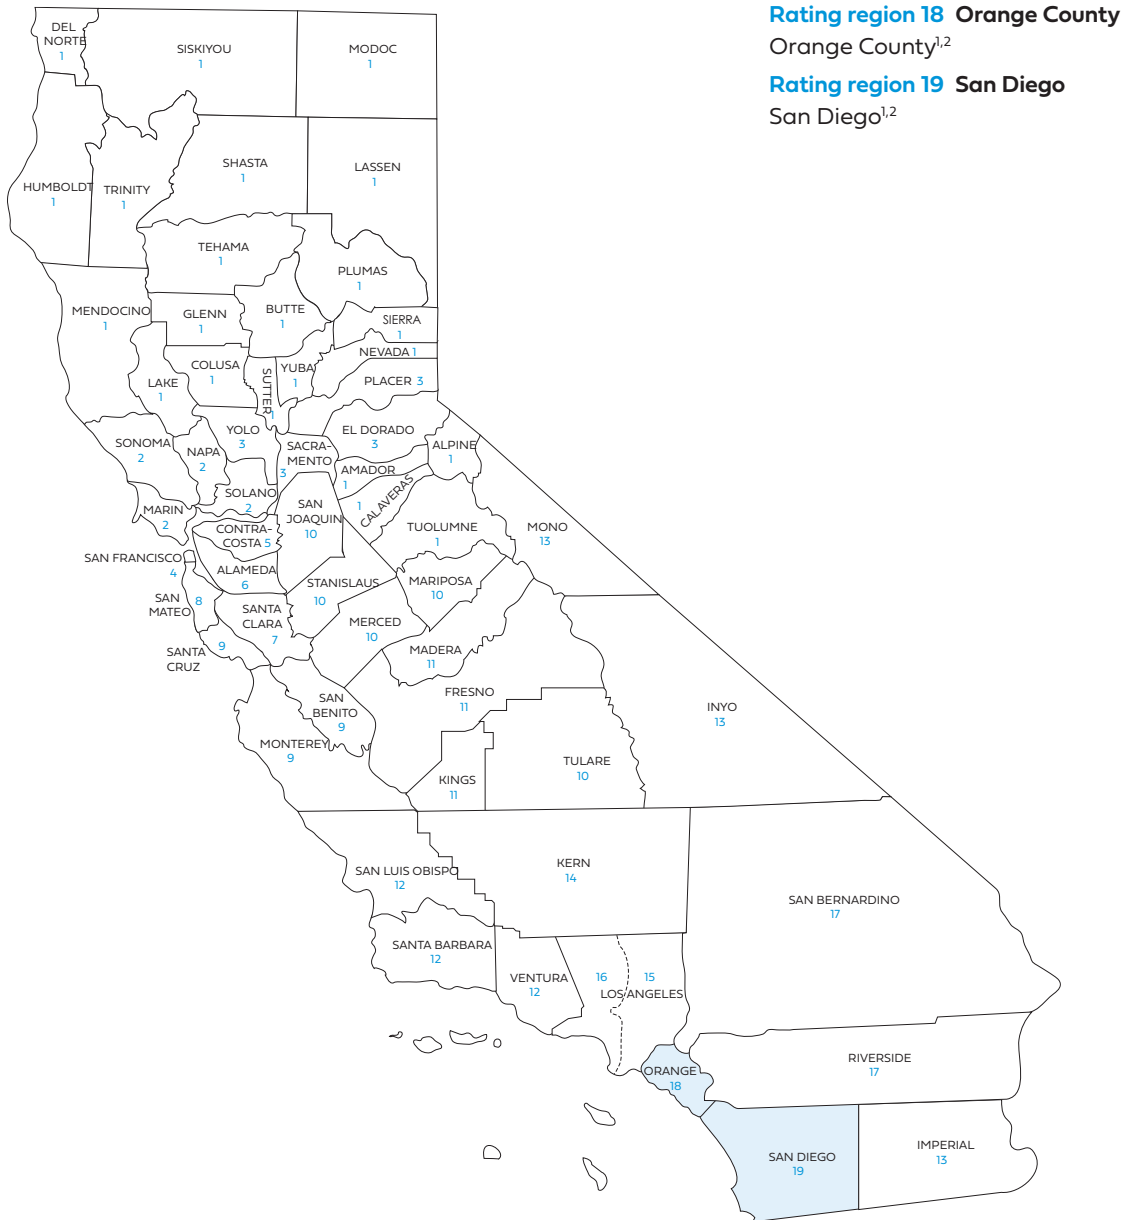 Rating region 18 Orange County
Orange County1,2
Rating region 19 San Diego
San Diego1,2
DEL
NORTE
1
SISKIYOU
1
MODOC
1
HUMBOLDT
1
TRINITY
1
SHASTA
1
LASSEN
1
TEHAMA
1
PLUMAS
1
MENDOCINO
1
GLENN
1
BUTTE
1
SIERRA
1
NEVADA 1
LAKE
1
COLUSA
1
SUTTER
1
YUBA
1
PLACER 3
SONOMA
2
NAPA
2
YOLO
3
SACRA-
MENTO
3
EL DORADO
3
ALPINE
1
AMADOR
1
CALAVERAS
1
MARIN
2
SOLANO
2
SAN
JOAQUIN
10
TUOLUMNE
1
MONO
13
CONTRA-
COSTA 5
SAN FRANCISCO
4
ALAMEDA
6
STANISLAUS
10
MARIPOSA
10
SAN
MATEO
8
SANTA
CLARA
7
MERCED
10
SANTA
CRUZ
9
MADERA
11
FRESNO
11
SAN
BENITO
9
INYO
13
MONTEREY
9
KINGS
11
TULARE
10
SAN LUIS OBISPO
12
KERN
14
SAN BERNARDINO
17
SANTA BARBARA
12
VENTURA
12
16
15
LOS ANGELES
ORANGE
18
RIVERSIDE
17
SAN DIEGO
19
IMPERIAL
13